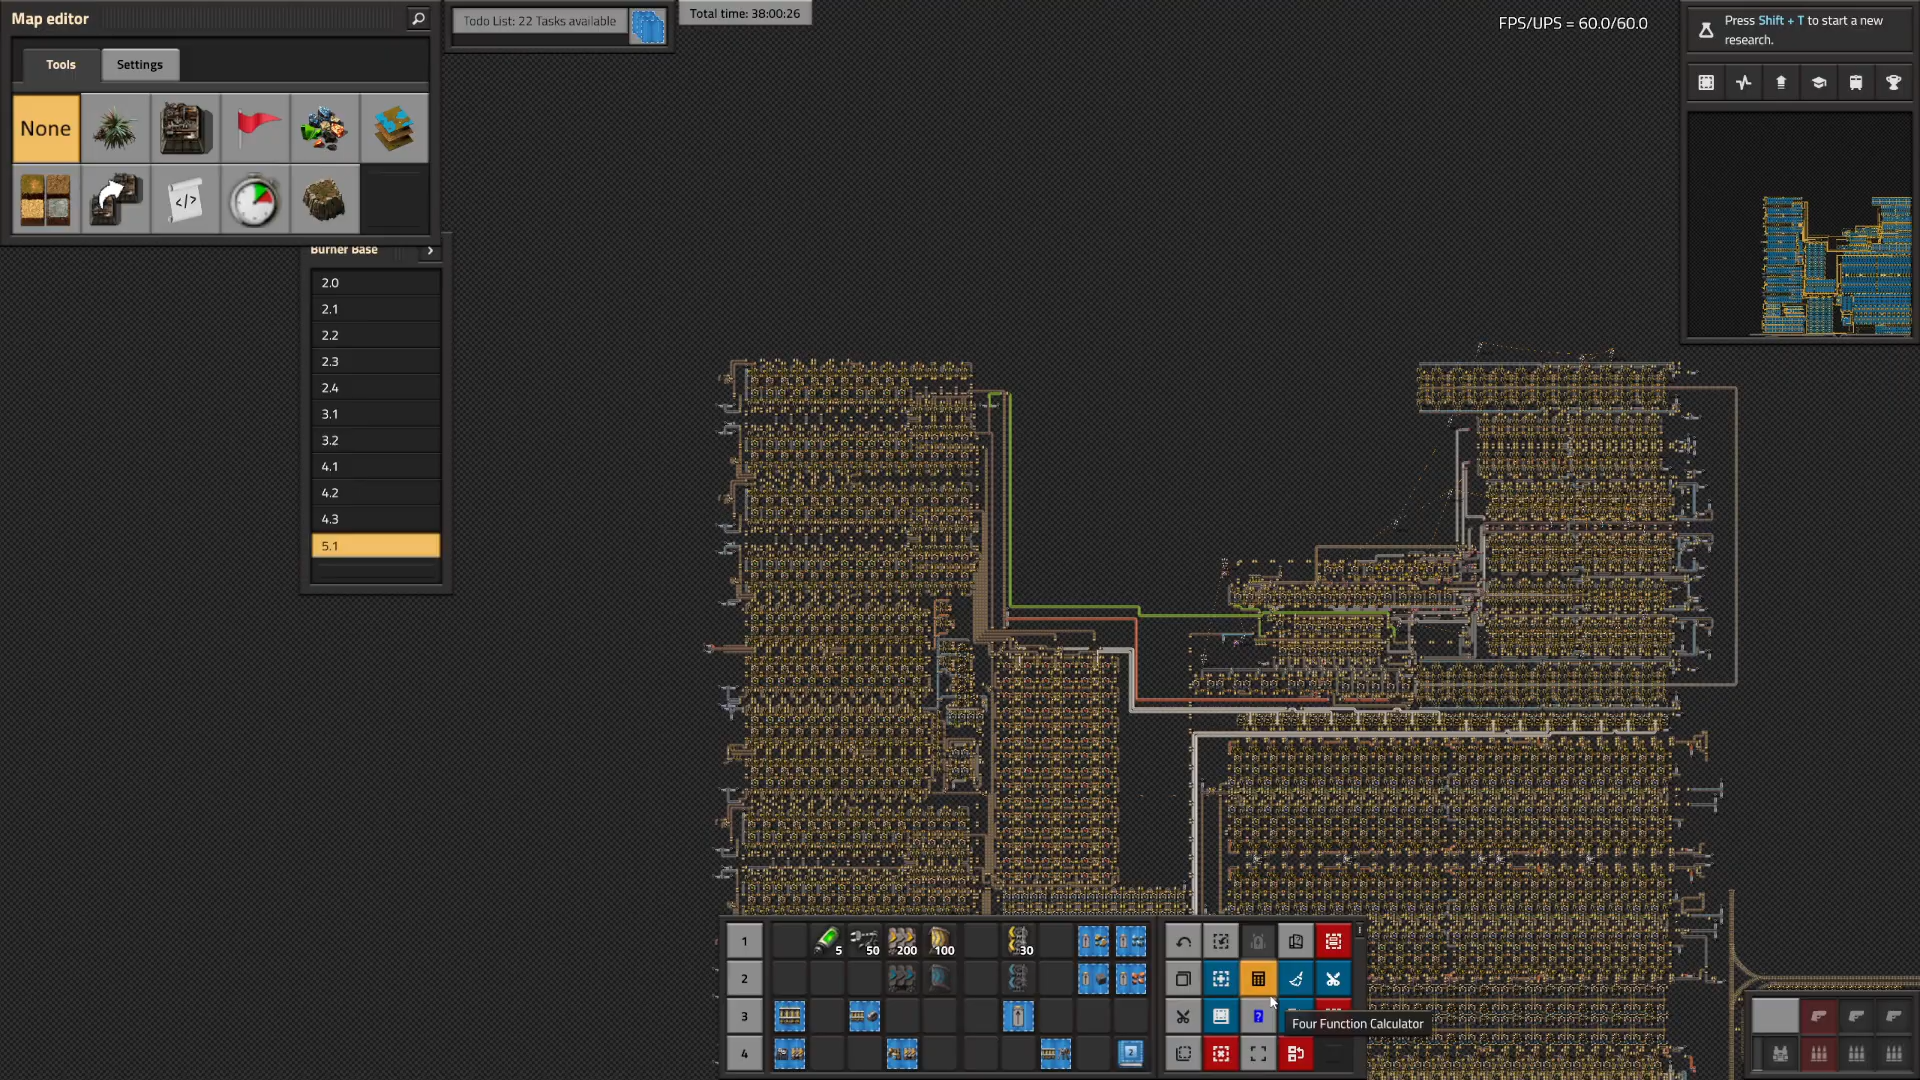 Map editor
Tools
Settings
None
</>
Todo List: 22 Tasks available
Total time: 38:00:26
FPS/UPS = 60.0/60.0
Press Shift + T to start a new
research.
Burner Base
2.0
2.1
2.2
2.3
2.4
3.1
3.2
4.1
4.2
4.3
5.1
1
5
50
200
100
30
2
3
?
4
2
Four Function Calculator